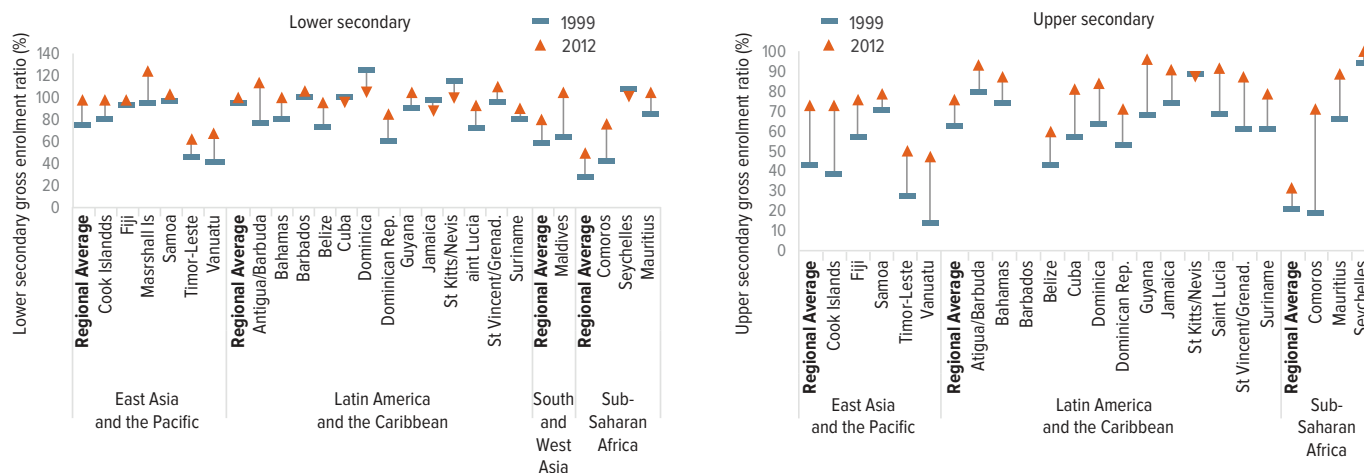 Lower secondary
1999
2012
Lower secondary gross enrolment ratio (%)
140
120
100
80
60
40
20
0
Regional Average
Cook Islandds
Fiji
Masrshall Is
Samoa
Timor-Leste
Vanuatu
Regional Average
Antigua/Barbuda
Bahamas
Barbados
Belize
Cuba
Dominica
Dominican Rep.
Guyana
Jamaica
St Kitts/Nevis
aint Lucia
St Vincent/Grenad.
Suriname
Regional Average
Maldives
Regional Average
Comoros
Seychelles
Mauritius
East Asia
and the Pacific
Latin America
and the Caribbean
South
and
West
Asia
Sub-
Saharan
Africa
Upper secondary
1999
2012
Upper secondary gross enrolment ratio (%)
100
90
80
70
60
50
40
30
20
10
0
Regional Average
Cook Islands
Fiji
Samoa
Timor-Leste
Vanuatu
Regional Average
Atigua/Barbuda
Bahamas
Barbados
Belize
Cuba
Dominica
Dominican Rep.
Guyana
Jamaica
St Kitts/Nevis
Saint Lucia
St Vincent/Grenad.
Suriname
Regional Average
Comoros
Mauritius
Seychelles
East Asia
and the Pacific
Latin America
and the Caribbean
Sub-
Saharan
Africa